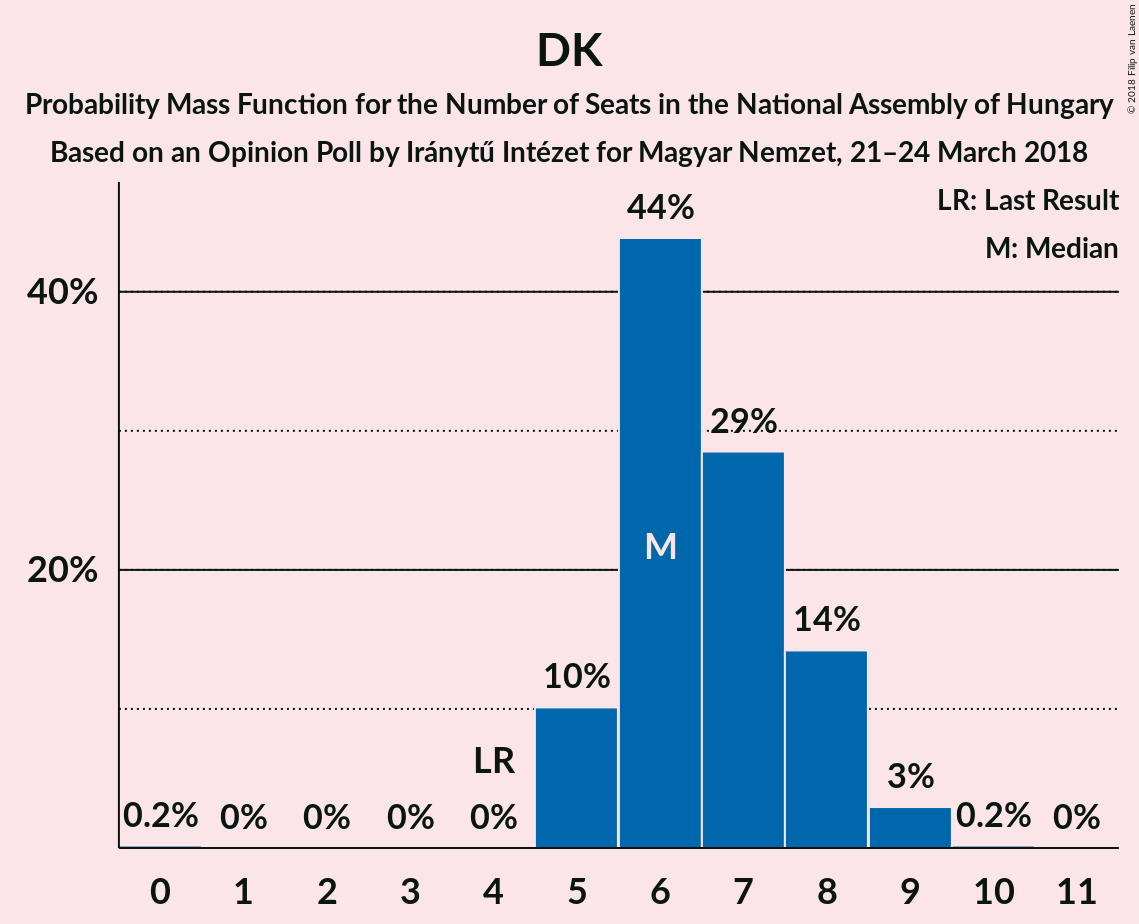 DK
Probability Mass Function for the Number of Seats in the National Assembly of Hungary
Based on an Opinion Poll by Iránytű Intézet for Magyar Nemzet, 21–24 March 2018
© 2018 Filip van Laenen
LR: Last Result
M: Median
44%
40%
29%
M
20%
14%
10%
LR
3%
0.2% 0% 0% 0% 0% 0.2% 0%
0 1 2 3 4 5 6 7 8 9 10 11